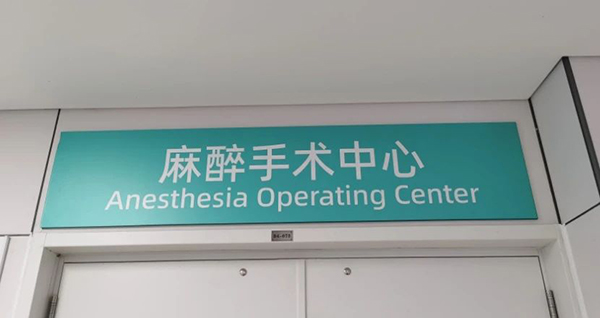 麻醉手术中心
Anesthesia Operating Center